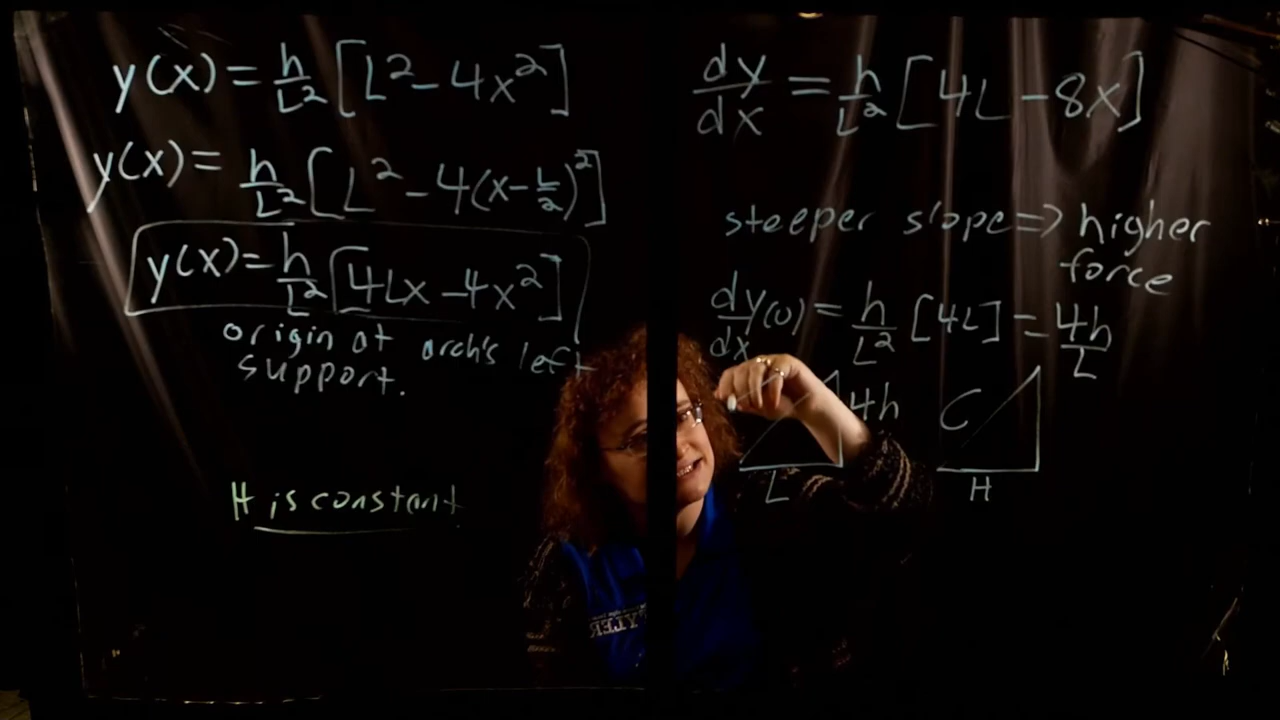 y(x) = h/L² [L² - 4x²]
y(x) = h/L² [L² - 4(x - L/2)²]
y(x) = h/L² [4Lx - 4x²]
origin at arch's left
support.
H is constant
dy/dx = h/L² [4L - 8x]
steeper slope => higher
force
dy/dx (0) = h/L² [4L] = 4h/L
4h
L
C
H